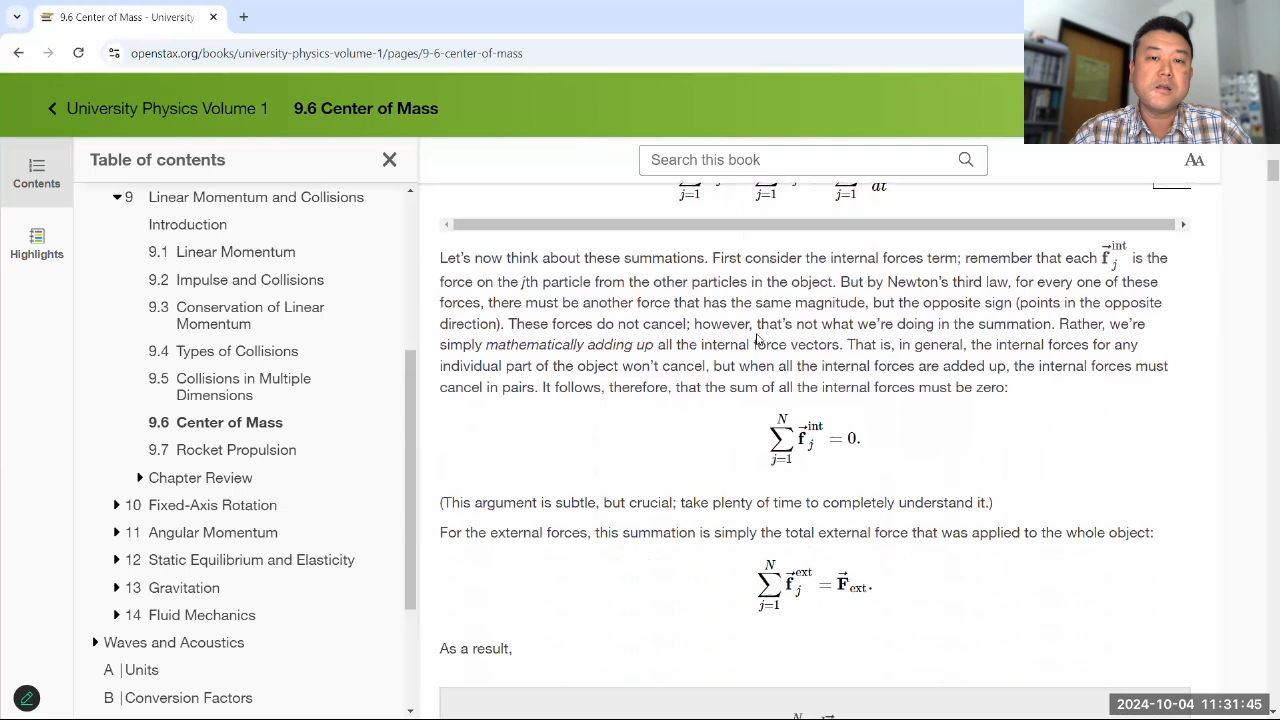 9.6 Center of Mass - University
openstax.org/books/university-physics-volume-1/pages/9-6-center-of-mass
University Physics Volume 1 9.6 Center of Mass
Contents
Highlights
Table of contents
9 Linear Momentum and Collisions
Introduction
9.1 Linear Momentum
9.2 Impulse and Collisions
9.3 Conservation of Linear
Momentum
9.4 Types of Collisions
9.5 Collisions in Multiple
Dimensions
9.6 Center of Mass
9.7 Rocket Propulsion
Chapter Review
10 Fixed-Axis Rotation
11 Angular Momentum
12 Static Equilibrium and Elasticity
13 Gravitation
14 Fluid Mechanics
Waves and Acoustics
A | Units
B | Conversion Factors
Search this book
AA
j=1 j=1 j=1 dt
Let's now think about these summations. First consider the internal forces term; remember that each f⃗ⱼ^int is the
force on the jth particle from the other particles in the object. But by Newton's third law, for every one of these
forces, there must be another force that has the same magnitude, but the opposite sign (points in the opposite
direction). These forces do not cancel; however, that's not what we're doing in the summation. Rather, we're
simply mathematically adding up all the internal force vectors. That is, in general, the internal forces for any
individual part of the object won't cancel, but when all the internal forces are added up, the internal forces must
cancel in pairs. It follows, therefore, that the sum of all the internal forces must be zero:
N
∑ f⃗ⱼ^int = 0.
j=1
(This argument is subtle, but crucial; take plenty of time to completely understand it.)
For the external forces, this summation is simply the total external force that was applied to the whole object:
N
∑ f⃗ⱼ^ext = F⃗ext.
j=1
As a result,
N
2024-10-04 11:31:45